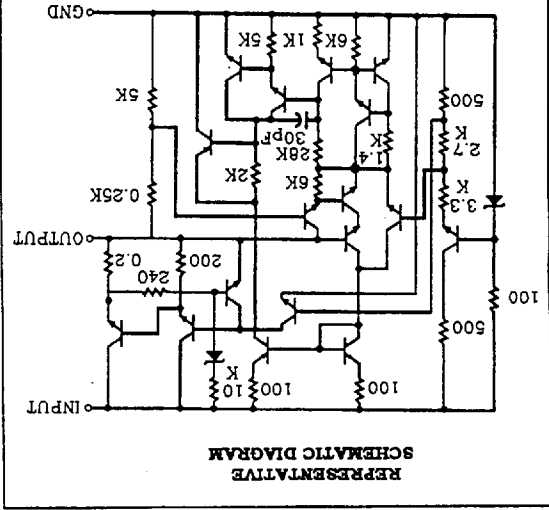 REPRESENTATIVE
SCHEMATIC DIAGRAM
INPUT
100
100
10
K
500
100
240
200
0.2
OUTPUT
3.3
K
6K
2K
0.25K
1.4
K
28K
2.7
K
30pF
500
5K
6K
1K
5K
GND